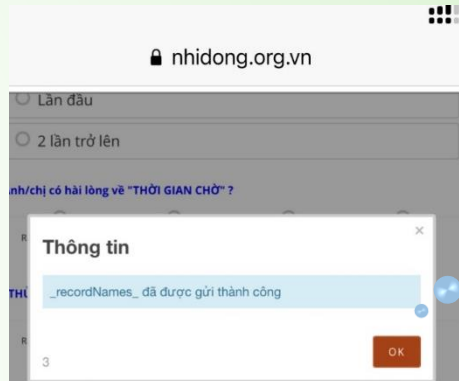 nhidong.org.vn
Lần đầu
2 lần trở lên
nh/chị có hài lòng về "THỜI GIAN CHỜ" ?
R
Thông tin
×
THỦ
_recordNames_ đã được gửi thành công
R
OK
3